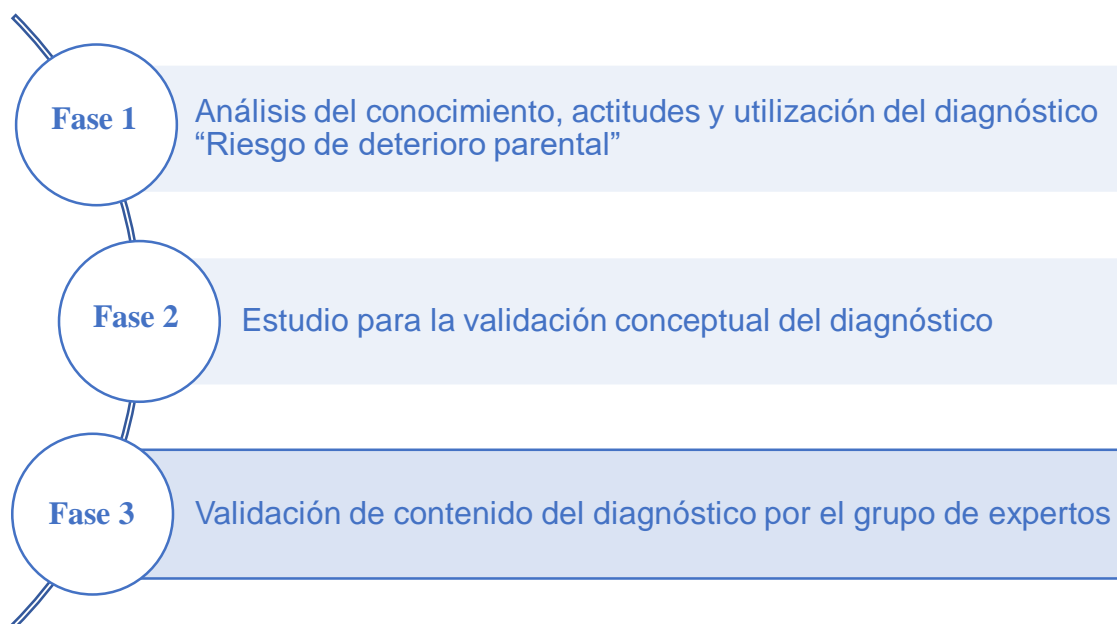 Fase 1
Análisis del conocimiento, actitudes y utilización del diagnóstico
“Riesgo de deterioro parental”
Fase 2
Estudio para la validación conceptual del diagnóstico
Fase 3
Validación de contenido del diagnóstico por el grupo de expertos